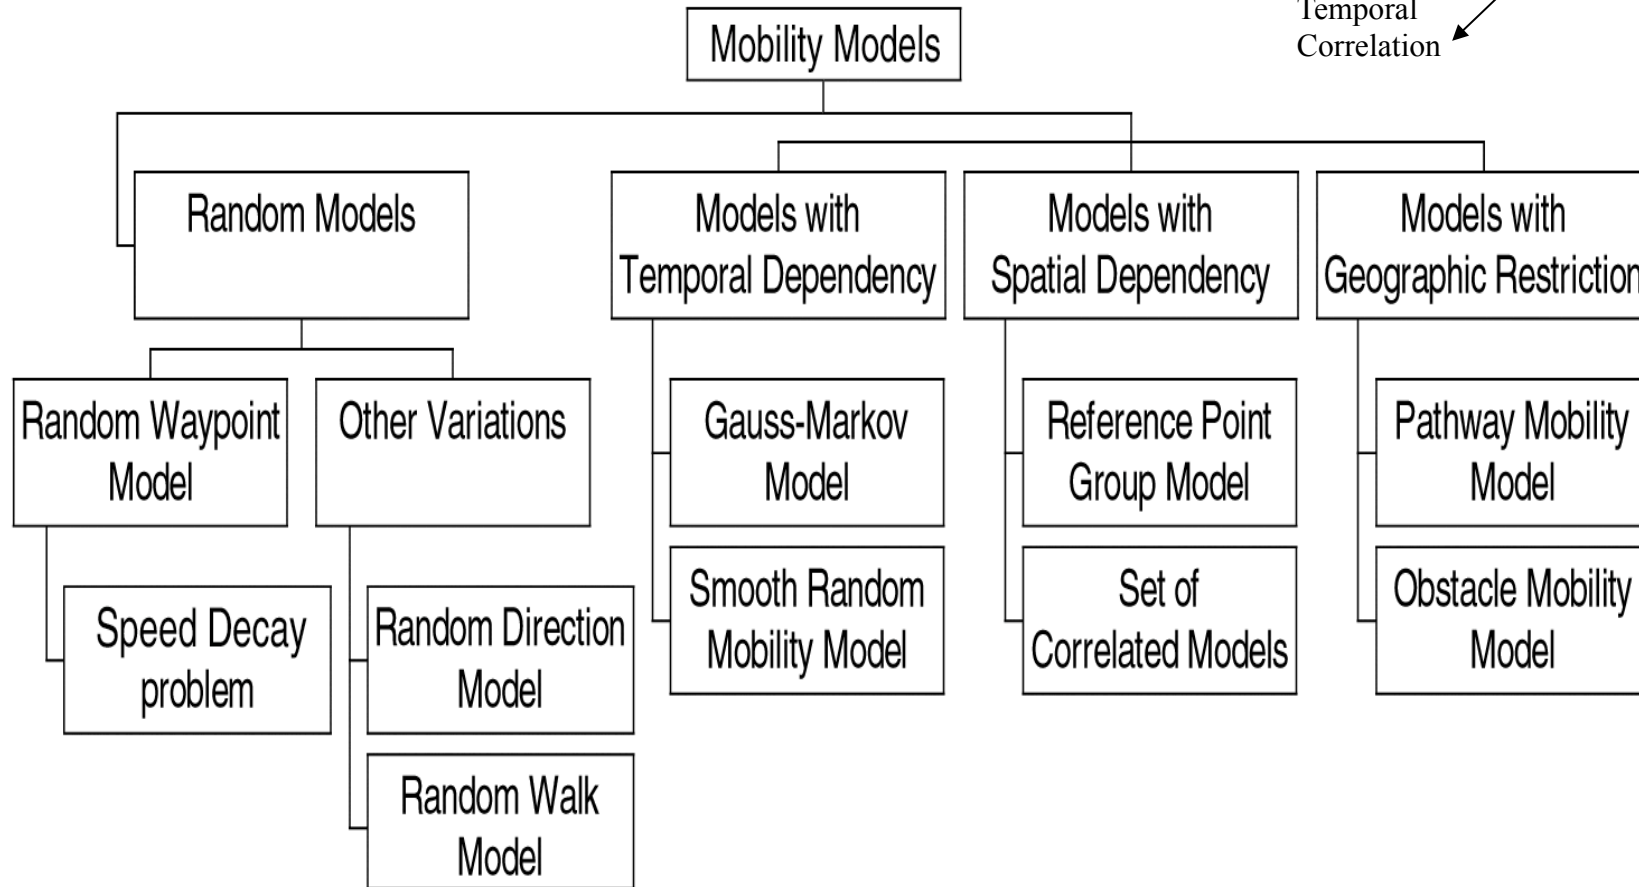 Temporal
Correlation
Mobility Models
Random Models
Models with
Temporal Dependency
Models with
Spatial Dependency
Models with
Geographic Restriction
Random Waypoint
Model
Other Variations
Gauss-Markov
Model
Reference Point
Group Model
Pathway Mobility
Model
Speed Decay
problem
Random Direction
Model
Smooth Random
Mobility Model
Set of
Correlated Models
Obstacle Mobility
Model
Random Walk
Model